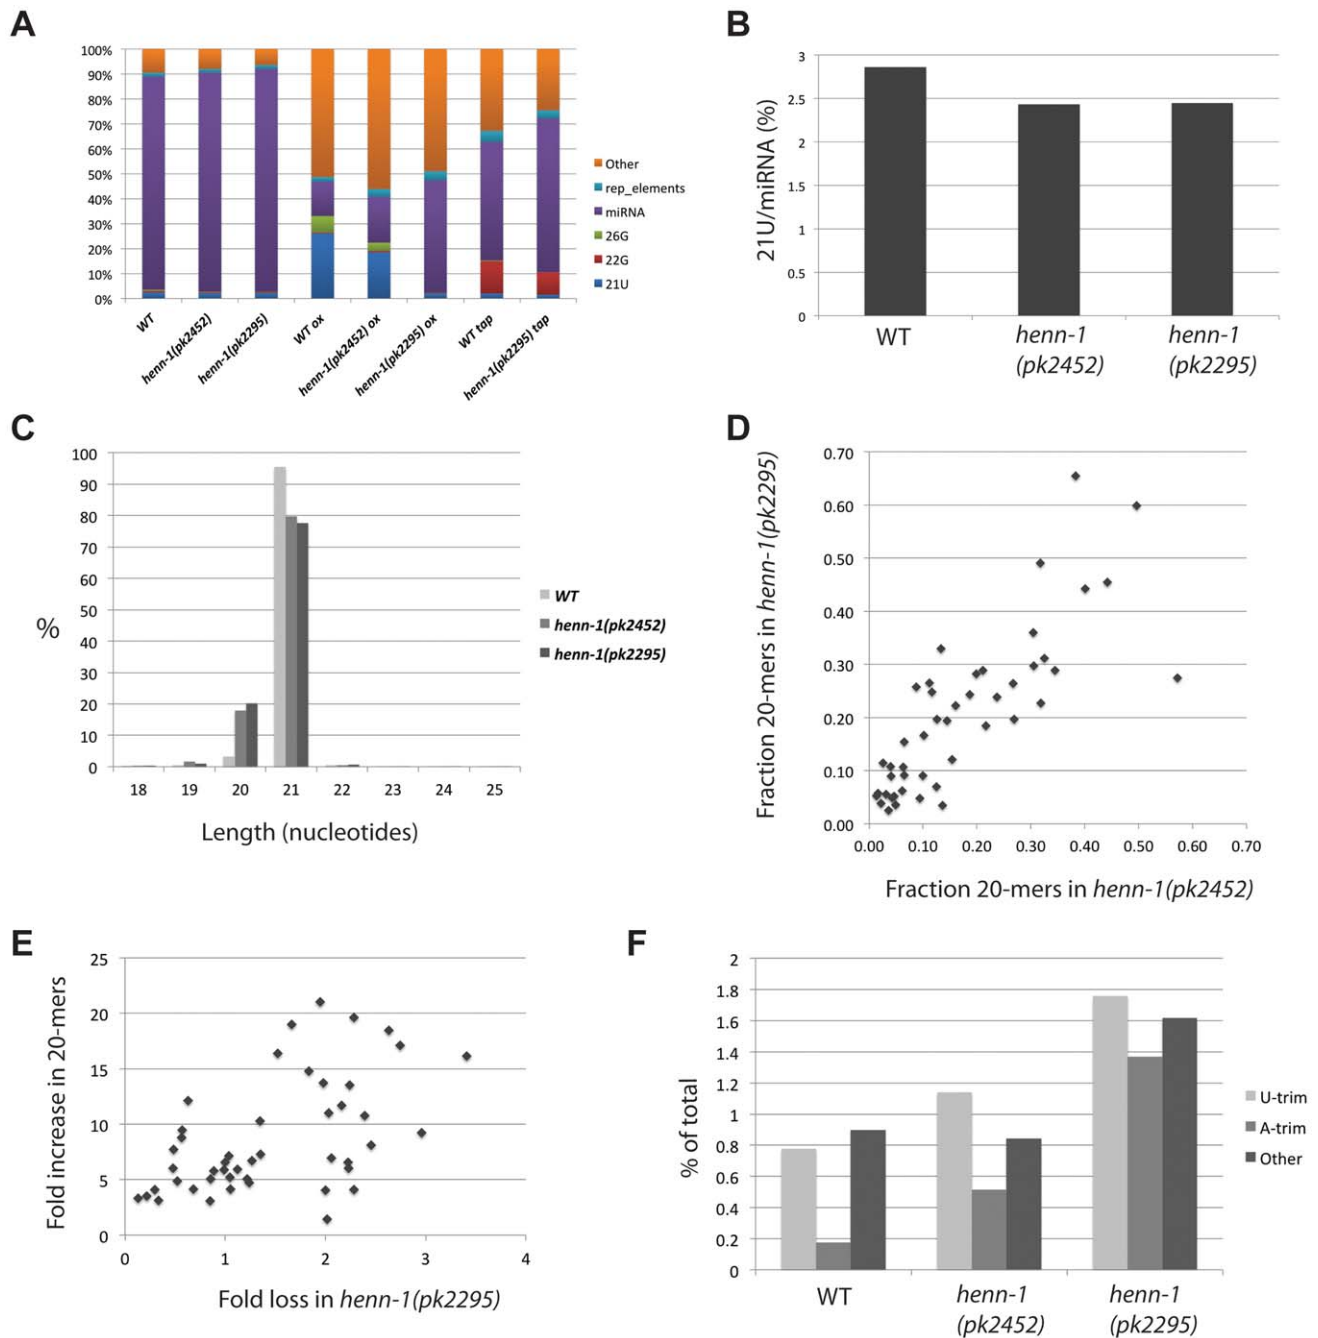 A
100%
90%
80%
70%
60%
50%
40%
30%
20%
10%
0%
WT
henn-1(pk2452)
henn-1(pk2295)
WT ox
henn-1(pk2452) ox
henn-1(pk2295) ox
WT tap
henn-1(pk2295) tap
Other
rep_elements
miRNA
26G
22G
21U
B
21U/miRNA (%)
3
2.5
2
1.5
1
0.5
0
WT
henn-1
(pk2452)
henn-1
(pk2295)
C
%
100
90
80
70
60
50
40
30
20
10
0
18 19 20 21 22 23 24 25
Length (nucleotides)
WT
henn-1(pk2452)
henn-1(pk2295)
D
Fraction 20-mers in henn-1(pk2295)
0.70
0.60
0.50
0.40
0.30
0.20
0.10
0.00
0.00 0.10 0.20 0.30 0.40 0.50 0.60 0.70
Fraction 20-mers in henn-1(pk2452)
E
Fold increase in 20-mers
25
20
15
10
5
0
0 1 2 3 4
Fold loss in henn-1(pk2295)
F
% of total
2
1.8
1.6
1.4
1.2
1
0.8
0.6
0.4
0.2
0
WT
henn-1
(pk2452)
henn-1
(pk2295)
U-trim
A-trim
Other